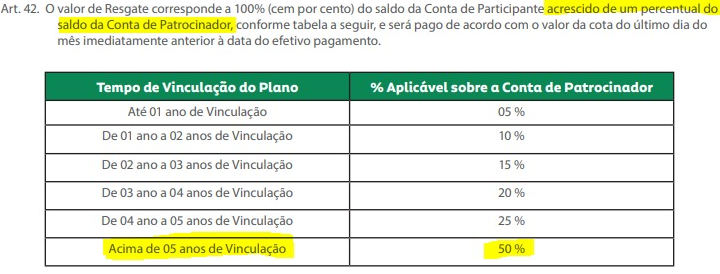 Art. 42. O valor de Resgate corresponde a 100% (cem por cento) do saldo da Conta de Participante acrescido de um percentual do
saldo da Conta de Patrocinador, conforme tabela a seguir, e será pago de acordo com o valor da cota do último dia do
mês imediatamente anterior à data do efetivo pagamento.
Tempo de Vinculação do Plano % Aplicável sobre a Conta de Patrocinador
Até 01 ano de Vinculação 05 %
De 01 ano a 02 anos de Vinculação 10 %
De 02 ano a 03 anos de Vinculação 15 %
De 03 ano a 04 anos de Vinculação 20 %
De 04 ano a 05 anos de Vinculação 25 %
Acima de 05 anos de Vinculação 50 %